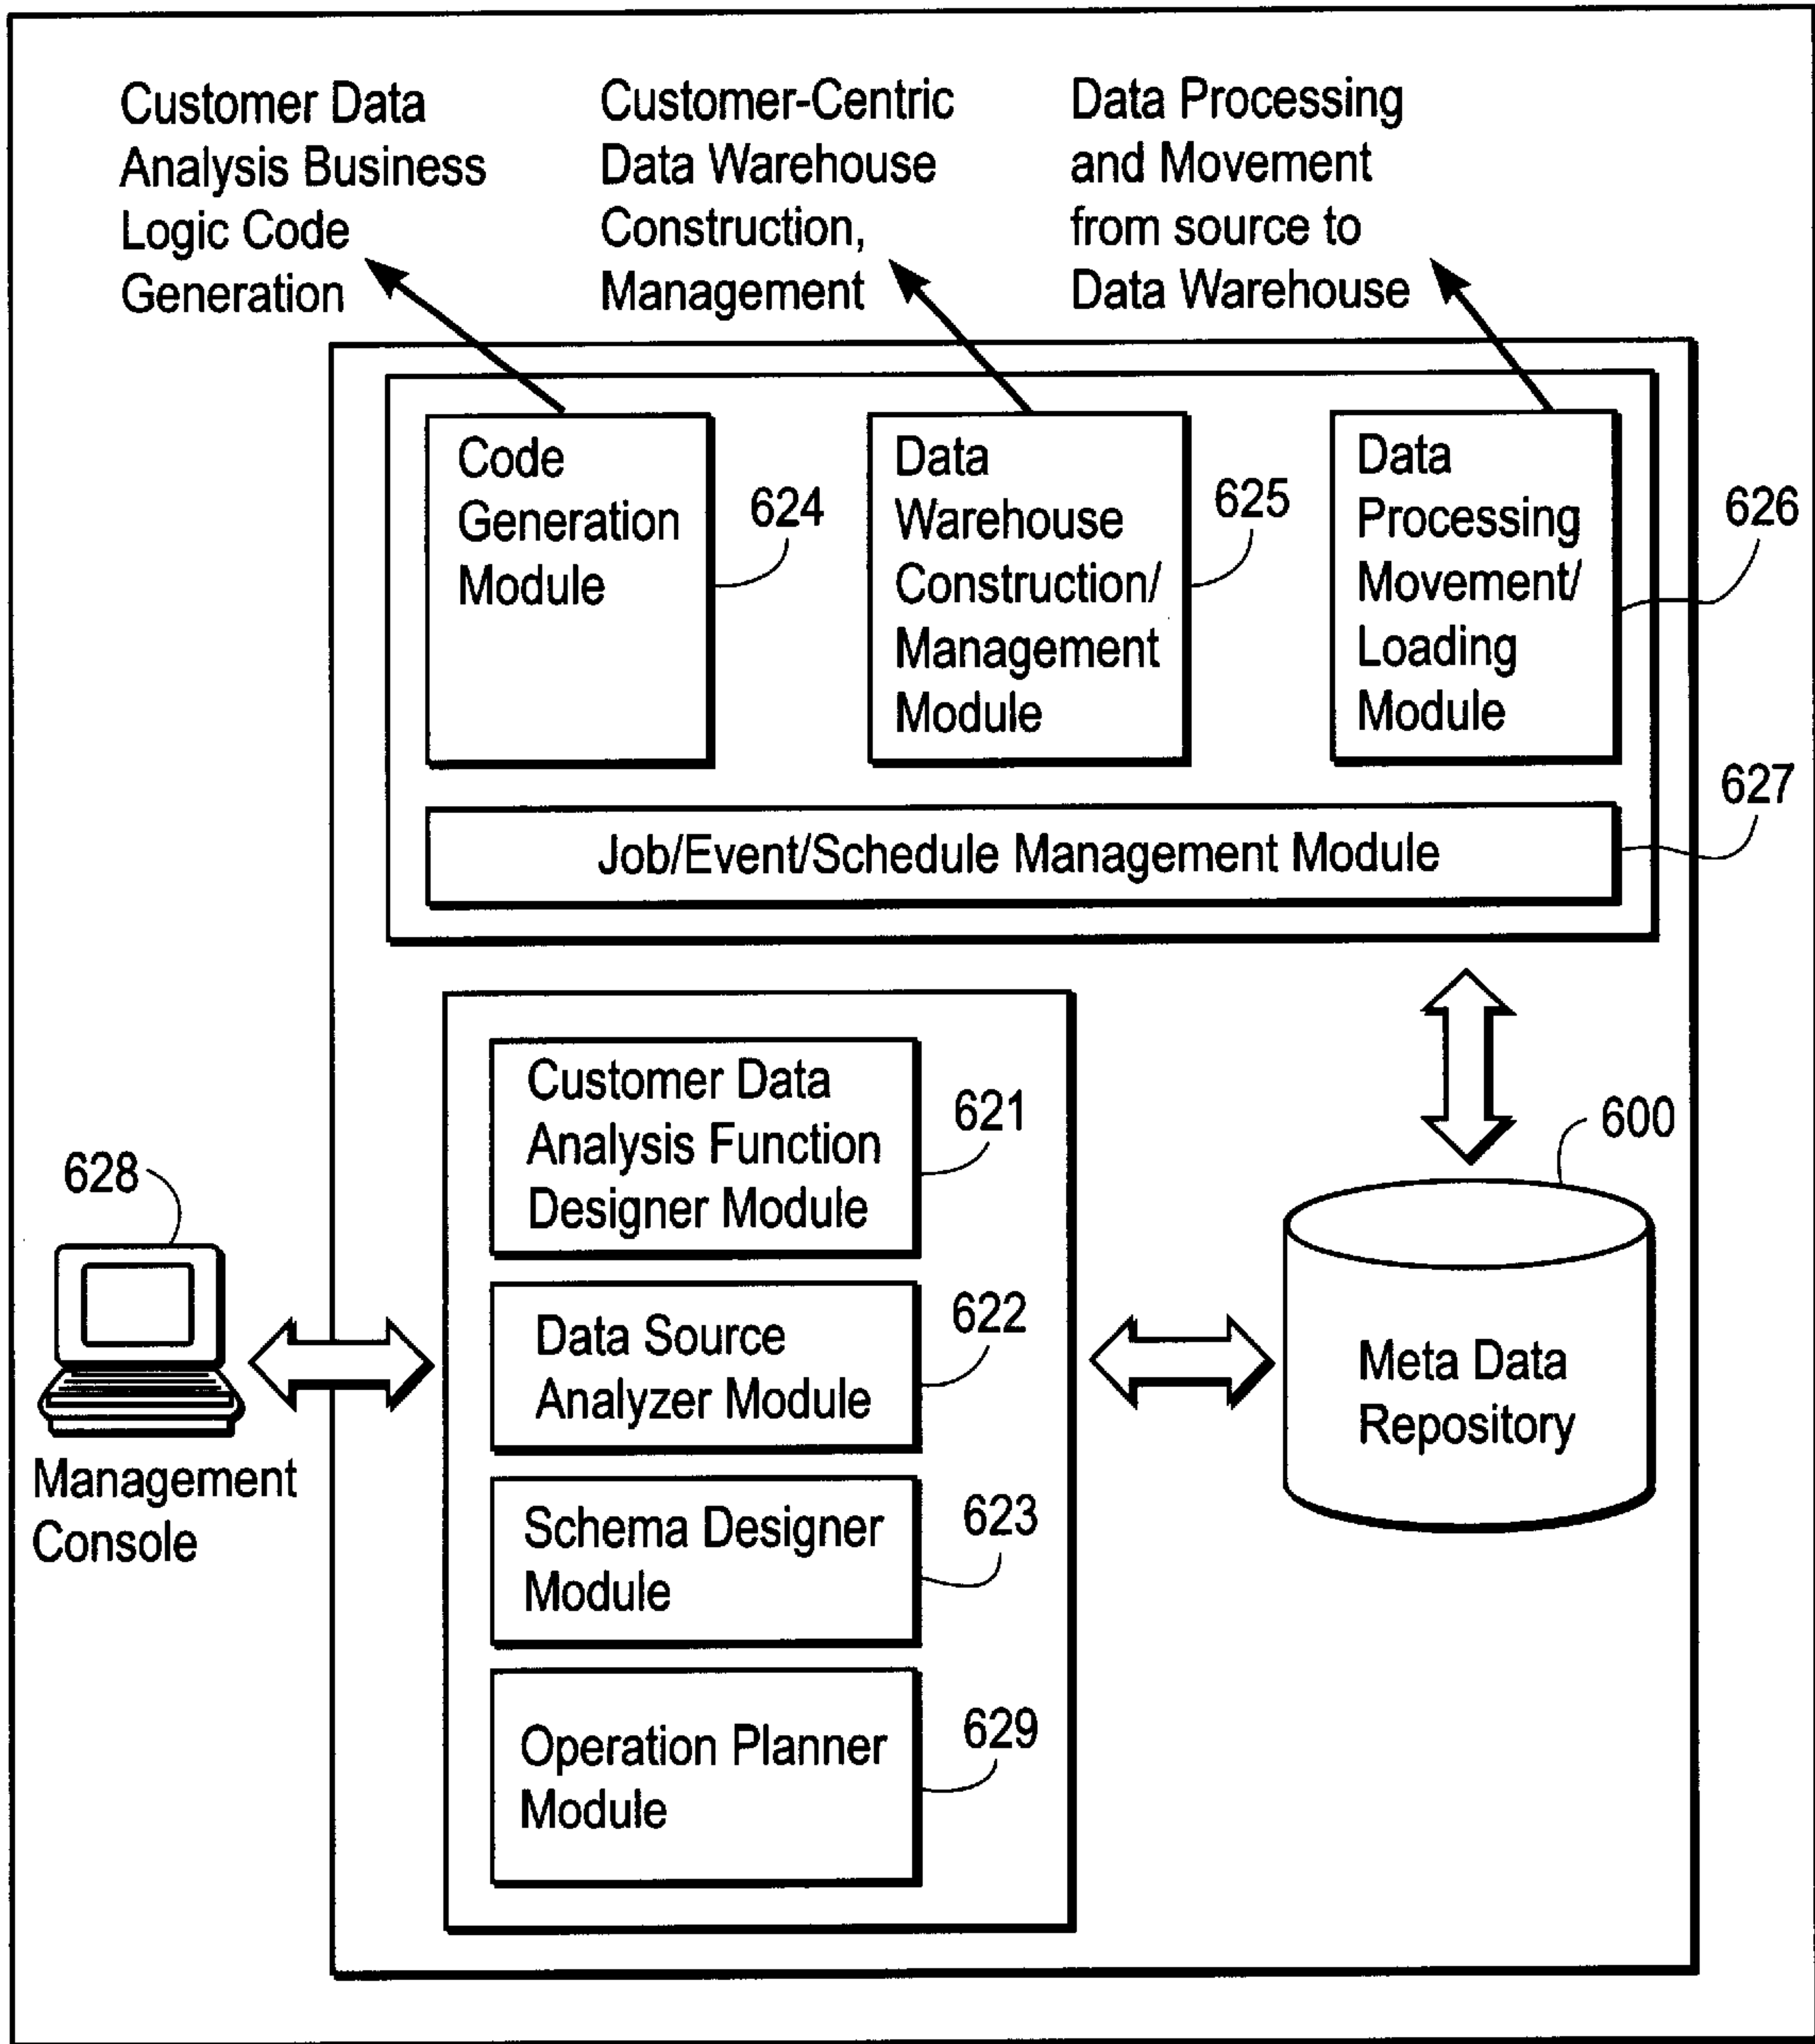 Customer Data
Analysis Business
Logic Code
Generation
Customer-Centric
Data Warehouse
Construction,
Management
Data Processing
and Movement
from source to
Data Warehouse
Code
Generation
Module
624
Data
Warehouse
Construction/
Management
Module
625
Data
Processing
Movement/
Loading
Module
626
Job/Event/Schedule Management Module
627
Customer Data
Analysis Function
Designer Module
621
Data Source
Analyzer Module
622
Schema Designer
Module
623
Operation Planner
Module
629
628
Management
Console
600
Meta Data
Repository